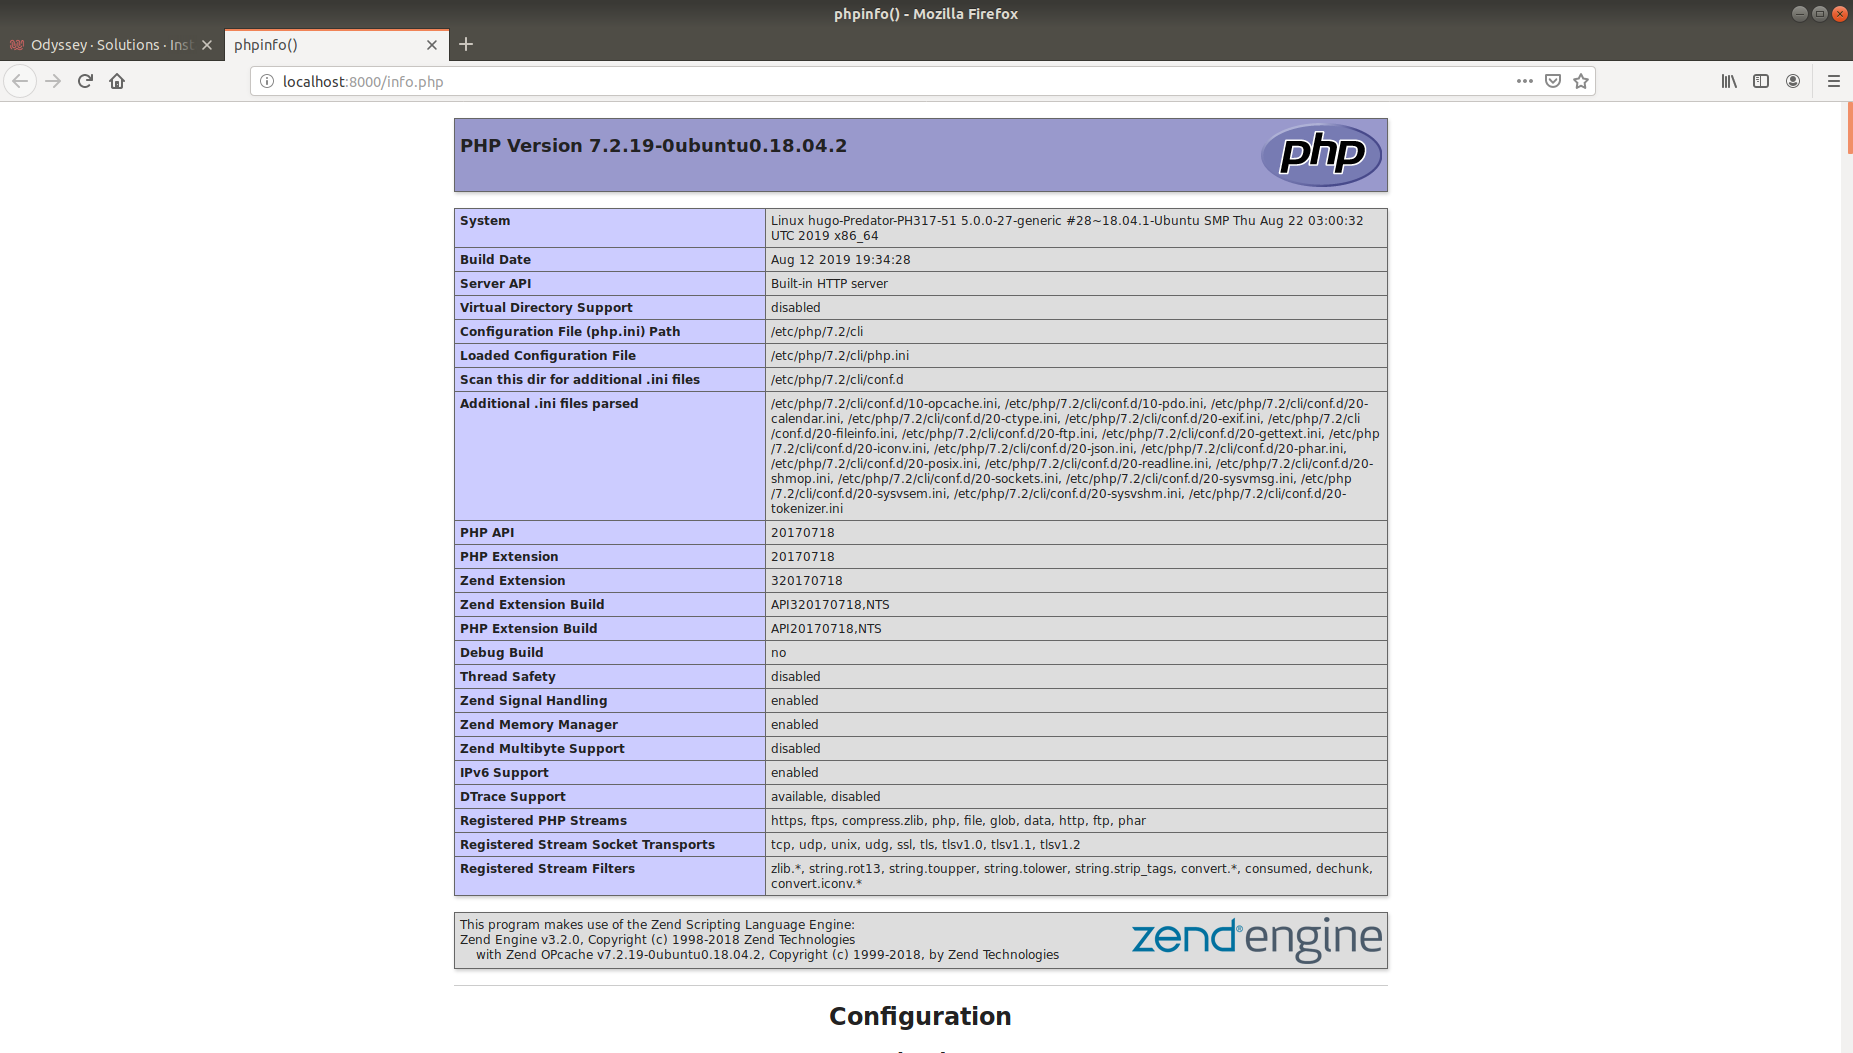 phpinfo() - Mozilla Firefox
Odyssey · Solutions · Inst
phpinfo()
localhost:8000/info.php
PHP Version 7.2.19-0ubuntu0.18.04.2
php
System
Linux hugo-Predator-PH317-51 5.0.0-27-generic #28~18.04.1-Ubuntu SMP Thu Aug 22 03:00:32
UTC 2019 x86_64
Build Date
Aug 12 2019 19:34:28
Server API
Built-in HTTP server
Virtual Directory Support
disabled
Configuration File (php.ini) Path
/etc/php/7.2/cli
Loaded Configuration File
/etc/php/7.2/cli/php.ini
Scan this dir for additional .ini files
/etc/php/7.2/cli/conf.d
Additional .ini files parsed
/etc/php/7.2/cli/conf.d/10-opcache.ini, /etc/php/7.2/cli/conf.d/10-pdo.ini, /etc/php/7.2/cli/conf.d/20-
calendar.ini, /etc/php/7.2/cli/conf.d/20-ctype.ini, /etc/php/7.2/cli/conf.d/20-exif.ini, /etc/php/7.2/cli
/conf.d/20-fileinfo.ini, /etc/php/7.2/cli/conf.d/20-ftp.ini, /etc/php/7.2/cli/conf.d/20-gettext.ini, /etc/php
/7.2/cli/conf.d/20-iconv.ini, /etc/php/7.2/cli/conf.d/20-json.ini, /etc/php/7.2/cli/conf.d/20-phar.ini,
/etc/php/7.2/cli/conf.d/20-posix.ini, /etc/php/7.2/cli/conf.d/20-readline.ini, /etc/php/7.2/cli/conf.d/20-
shmop.ini, /etc/php/7.2/cli/conf.d/20-sockets.ini, /etc/php/7.2/cli/conf.d/20-sysvmsg.ini, /etc/php
/7.2/cli/conf.d/20-sysvsem.ini, /etc/php/7.2/cli/conf.d/20-sysvshm.ini, /etc/php/7.2/cli/conf.d/20-
tokenizer.ini
PHP API
20170718
PHP Extension
20170718
Zend Extension
320170718
Zend Extension Build
API320170718,NTS
PHP Extension Build
API20170718,NTS
Debug Build
no
Thread Safety
disabled
Zend Signal Handling
enabled
Zend Memory Manager
enabled
Zend Multibyte Support
disabled
IPv6 Support
enabled
DTrace Support
available, disabled
Registered PHP Streams
https, ftps, compress.zlib, php, file, glob, data, http, ftp, phar
Registered Stream Socket Transports
tcp, udp, unix, udg, ssl, tls, tlsv1.0, tlsv1.1, tlsv1.2
Registered Stream Filters
zlib.*, string.rot13, string.toupper, string.tolower, string.strip_tags, convert.*, consumed, dechunk,
convert.iconv.*
This program makes use of the Zend Scripting Language Engine:
Zend Engine v3.2.0, Copyright (c) 1998-2018 Zend Technologies
with Zend OPcache v7.2.19-0ubuntu0.18.04.2, Copyright (c) 1999-2018, by Zend Technologies
zend® engine
Configuration